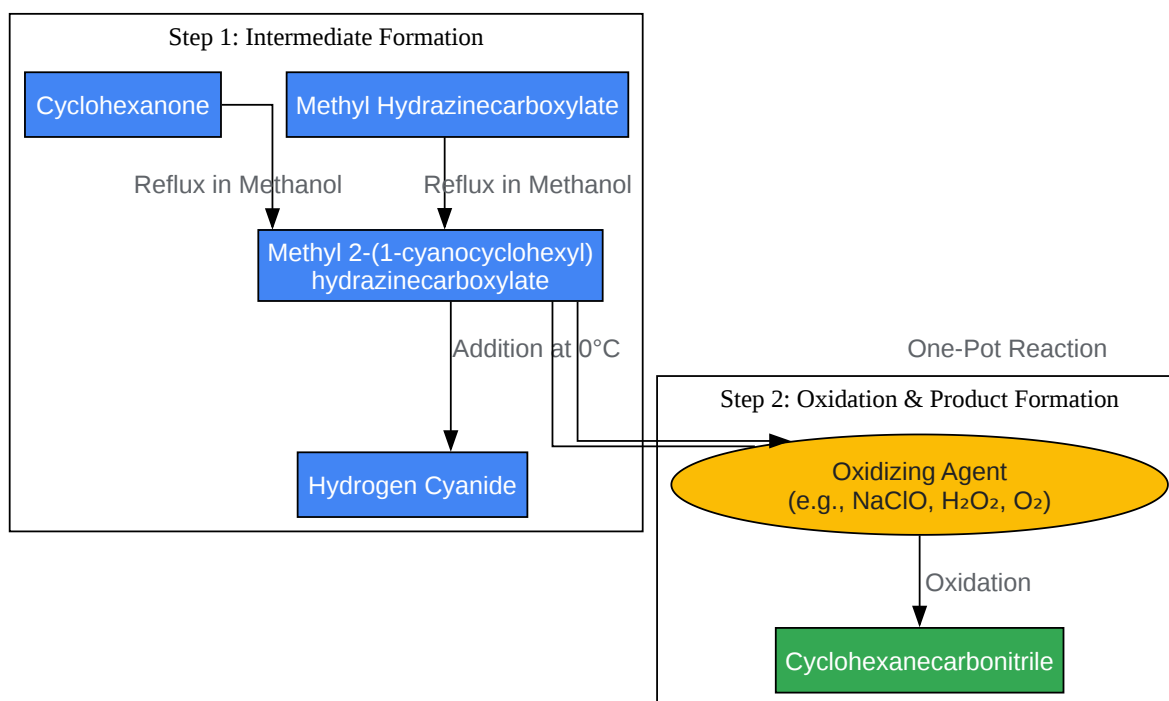 Step 1: Intermediate Formation
Cyclohexanone
Methyl Hydrazinecarboxylate
Reflux in Methanol
Reflux in Methanol
Methyl 2-(1-cyanocyclohexyl)
hydrazinecarboxylate
Addition at 0°C
Hydrogen Cyanide
One-Pot Reaction
Step 2: Oxidation & Product Formation
Oxidizing Agent
(e.g., NaClO, H₂O₂, O₂)
Oxidation
Cyclohexanecarbonitrile